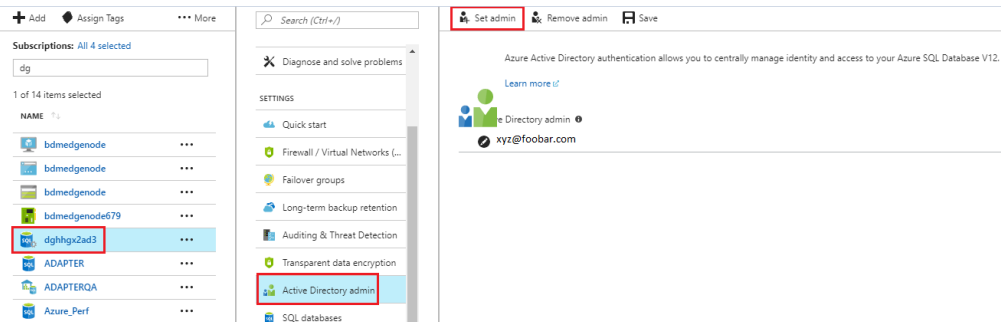 Add Assign Tags ••• More
Subscriptions: All 4 selected
dg
1 of 14 items selected
NAME ↑↓
bdmedgenode •••
bdmedgenode •••
bdmedgenode •••
bdmedgenode679 •••
dghhgx2ad3 •••
ADAPTER •••
ADAPTERQA •••
Azure_Perf •••
Search (Ctrl+/)
Diagnose and solve problems
SETTINGS
Quick start
Firewall / Virtual Networks (...
Failover groups
Long-term backup retention
Auditing & Threat Detection
Transparent data encryption
Active Directory admin
SQL databases
Set admin Remove admin Save
Azure Active Directory authentication allows you to centrally manage identity and access to your Azure SQL Database V12.
Learn more
e Directory admin
xyz@foobar.com